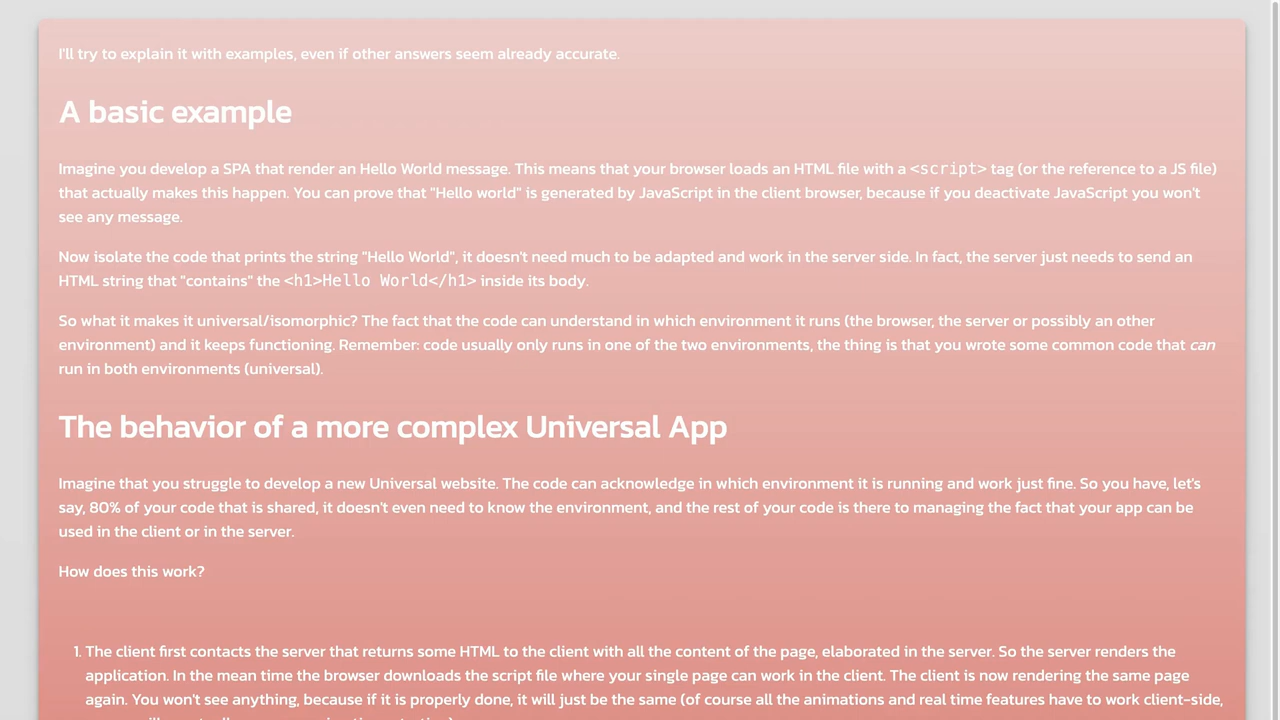 I'll try to explain it with examples, even if other answers seem already accurate.
A basic example
Imagine you develop a SPA that render an Hello World message. This means that your browser loads an HTML file with a <script> tag (or the reference to a JS file)
that actually makes this happen. You can prove that "Hello world" is generated by JavaScript in the client browser, because if you deactivate JavaScript you won't
see any message.
Now isolate the code that prints the string "Hello World", it doesn't need much to be adapted and work in the server side. In fact, the server just needs to send an
HTML string that "contains" the <h1>Hello World</h1> inside its body.
So what it makes it universal/isomorphic? The fact that the code can understand in which environment it runs (the browser, the server or possibly an other
environment) and it keeps functioning. Remember: code usually only runs in one of the two environments, the thing is that you wrote some common code that can
run in both environments (universal).
The behavior of a more complex Universal App
Imagine that you struggle to develop a new Universal website. The code can acknowledge in which environment it is running and work just fine. So you have, let's
say, 80% of your code that is shared, it doesn't even need to know the environment, and the rest of your code is there to managing the fact that your app can be
used in the client or in the server.
How does this work?
1. The client first contacts the server that returns some HTML to the client with all the content of the page, elaborated in the server. So the server renders the
application. In the mean time the browser downloads the script file where your single page can work in the client. The client is now rendering the same page
again. You won't see anything, because if it is properly done, it will just be the same (of course all the animations and real time features have to work client-side,